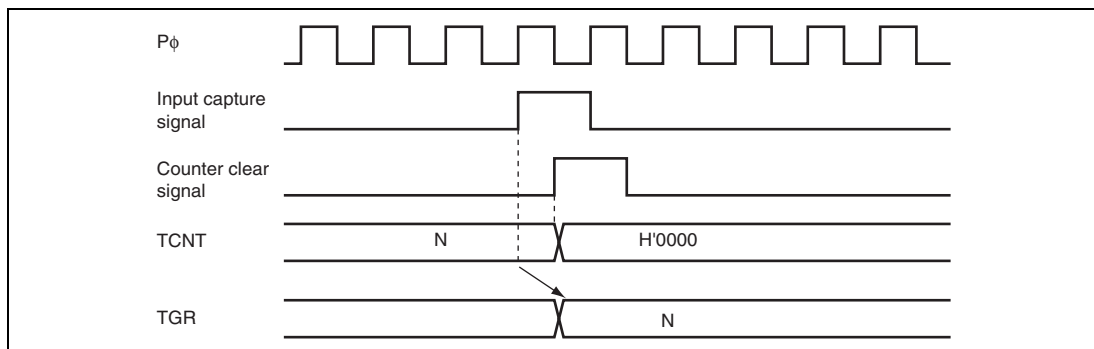 Pϕ
Input capture
signal
Counter clear
signal
TCNT
N
H'0000
TGR
N